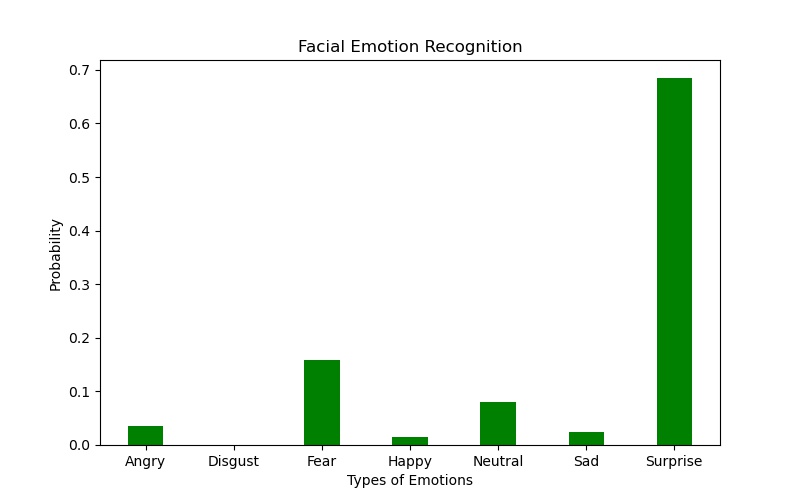 Facial Emotion Recognition
0.7
0.6
0.5
0.4
0.3
0.2
0.1
0.0
Probability
Angry Disgust Fear Happy Neutral Sad Surprise
Types of Emotions